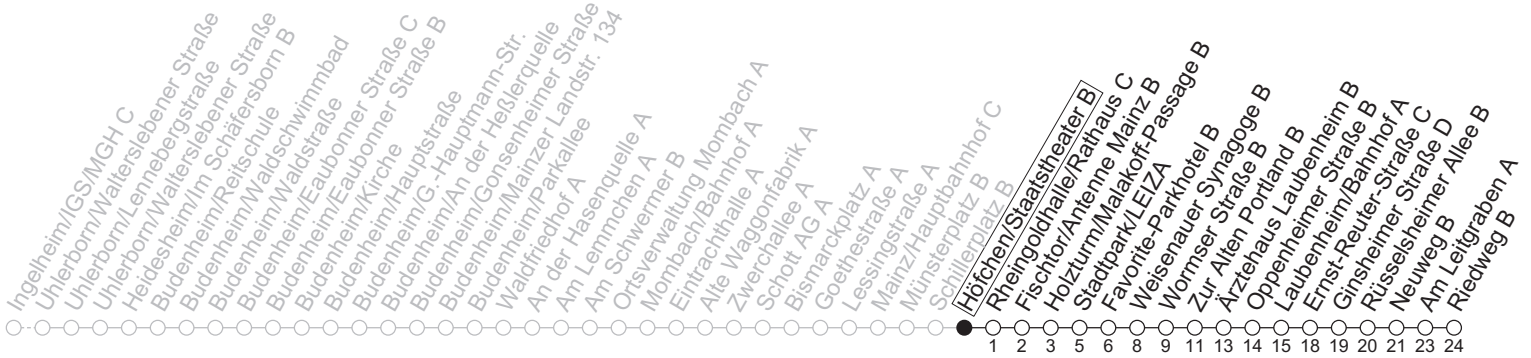 Ingelheim/IGS/MGH C
Uhlerborn/Walterslebener Straße
Uhlerborn/Lennebergstraße
Uhlerborn/Walterslebener Straße
Heidesheim/Im Schäfersborn B
Budenheim/Reitschule
Budenheim/Waldschwimmbad
Budenheim/Waldstraße
Budenheim/Eaubonner Straße C
Budenheim/Eaubonner Straße B
Budenheim/Kirche
Budenheim/Hauptstraße
Budenheim/G.-Hauptmann-Str.
Budenheim/An der Heßlerquelle
Budenheim/Gonsenheimer Straße
Budenheim/Mainzer Landstr. 134
Budenheim/Parkallee
Waldfriedhof A
An der Hasenquelle A
Am Lemmchen A
Am Schwermer B
Ortsverwaltung Mombach A
Mombach/Bahnhof A
Eintrachthalle A
Alte Waggonfabrik A
Zwerchallee A
Schott AG A
Bismarckplatz A
Goethestraße A
Lessingstraße A
Mainz/Hauptbahnhof C
Münsterplatz B
Schillerplatz B
Höfchen/Staatstheater B
Rheingoldhalle/Rathaus C
Fischtor/Antenne Mainz B
Holzturm/Malakoff-Passage B
Stadtpark/LEIZA
Favorite-Parkhotel B
Weisenauer Synagoge B
Wormser Straße B
Zur Alten Portland B
Ärztehaus Laubenheim B
Oppenheimer Straße B
Laubenheim/Bahnhof A
Ernst-Reuter-Straße C
Ginsheimer Straße D
Rüsselsheimer Allee B
Neuweg B
Am Leitgraben A
Riedweg B
1 2 3 5 6 8 9 11 13 14 15 18 19 20 21 23 24